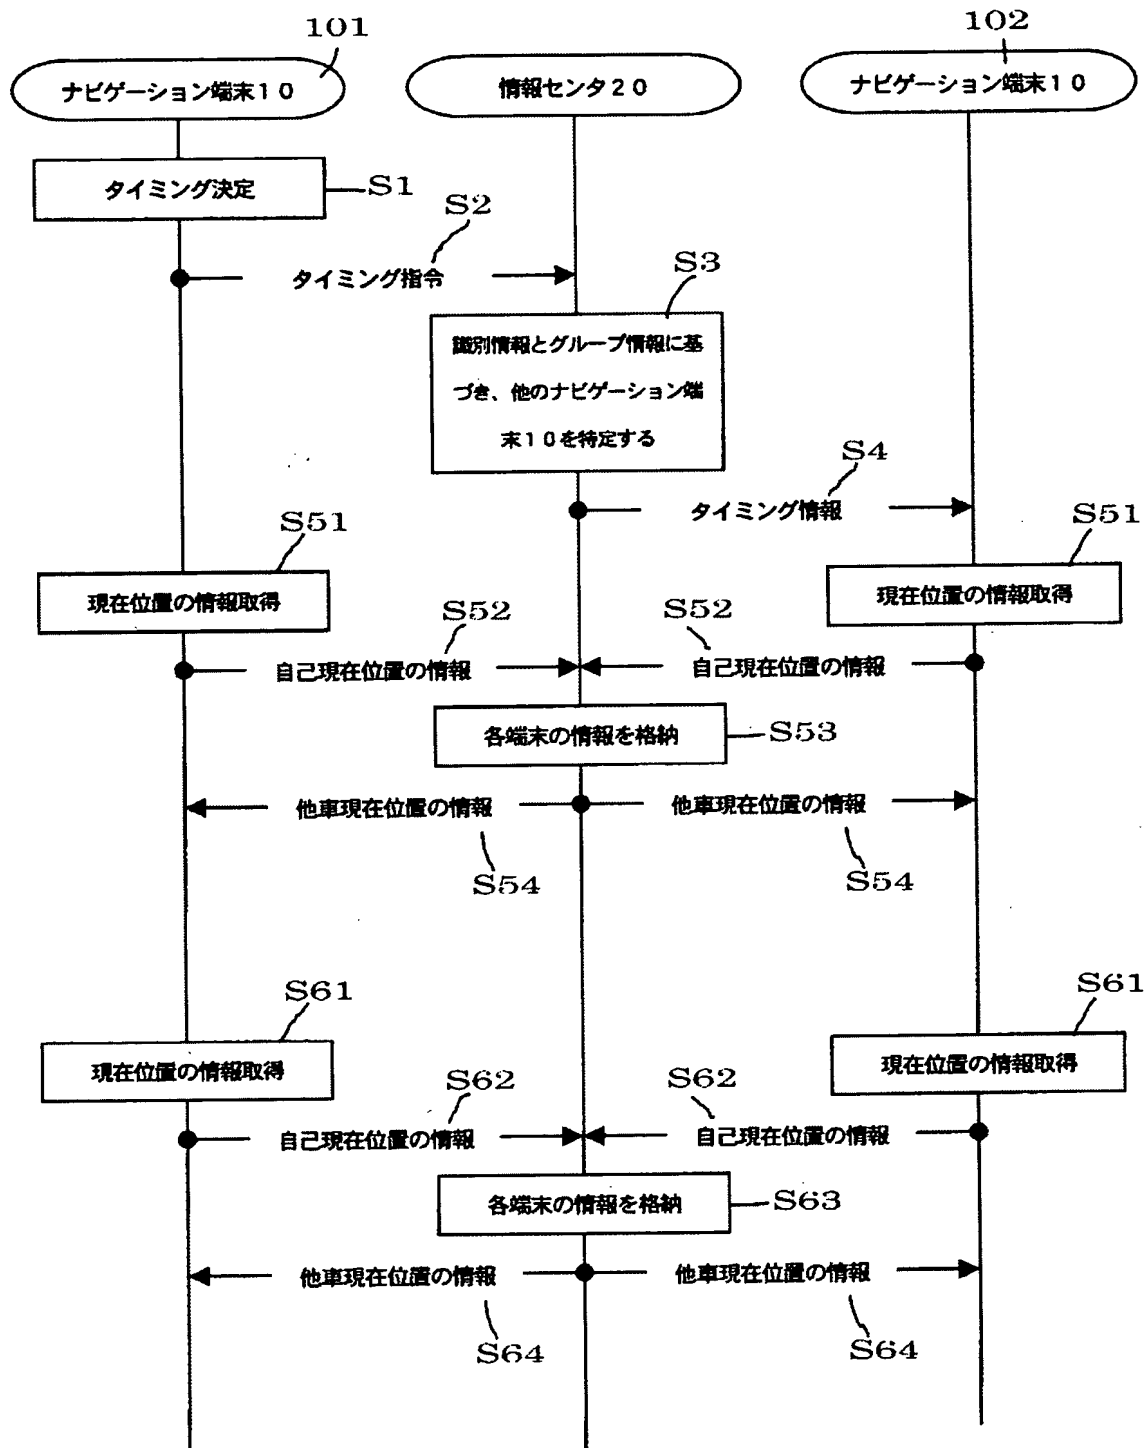 101
102
ナビゲーション端末10
情報センタ20
ナビゲーション端末10
タイミング決定
S1
S2
タイミング指令
S3
識別情報とグループ情報に基
づき、他のナビゲーション端
末10を特定する
S4
タイミング情報
S51
S51
現在位置の情報取得
現在位置の情報取得
S52
S52
自己現在位置の情報
自己現在位置の情報
各端末の情報を格納
S53
他車現在位置の情報
他車現在位置の情報
S54
S54
S61
S61
現在位置の情報取得
現在位置の情報取得
S62
S62
自己現在位置の情報
自己現在位置の情報
各端末の情報を格納
S63
他車現在位置の情報
他車現在位置の情報
S64
S64